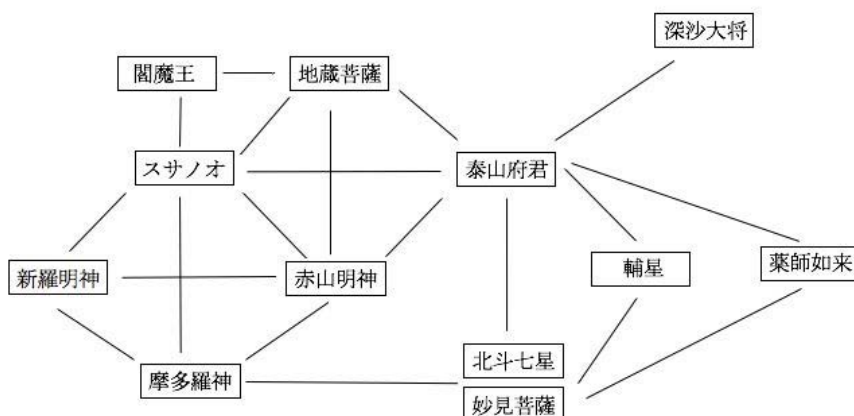 深沙大将
閻魔王
地蔵菩薩
スサノオ
泰山府君
新羅明神
赤山明神
輔星
薬師如来
摩多羅神
北斗七星
妙見菩薩